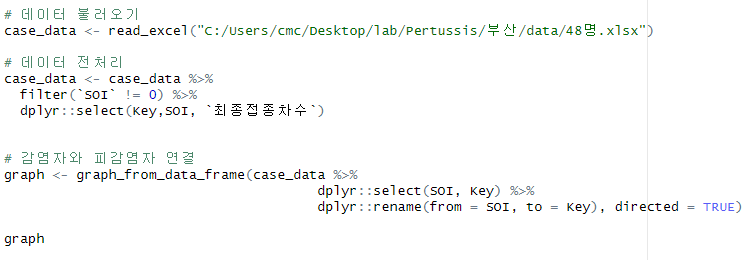 # 데이터 불러오기
case_data <- read_excel("C:/Users/cmc/Desktop/lab/Pertussis/부산/data/48명.xlsx")
# 데이터 전처리
case_data <- case_data %>%
filter(`SOI` != 0) %>%
dplyr::select(Key,SOI, `최종접종차수`)
# 감염자와 피감염자 연결
graph <- graph_from_data_frame(case_data %>%
dplyr::select(SOI, Key) %>%
dplyr::rename(from = SOI, to = Key), directed = TRUE)
graph